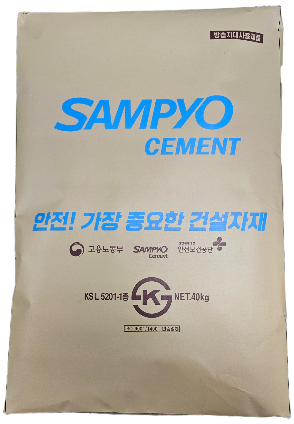 방습지대사용제품
SAMPYO
CEMENT
안전! 가장 중요한 건설자재
고용노동부 SAMPYO Cement 안전보건공단
KS L 5201-1종 NET.40kg